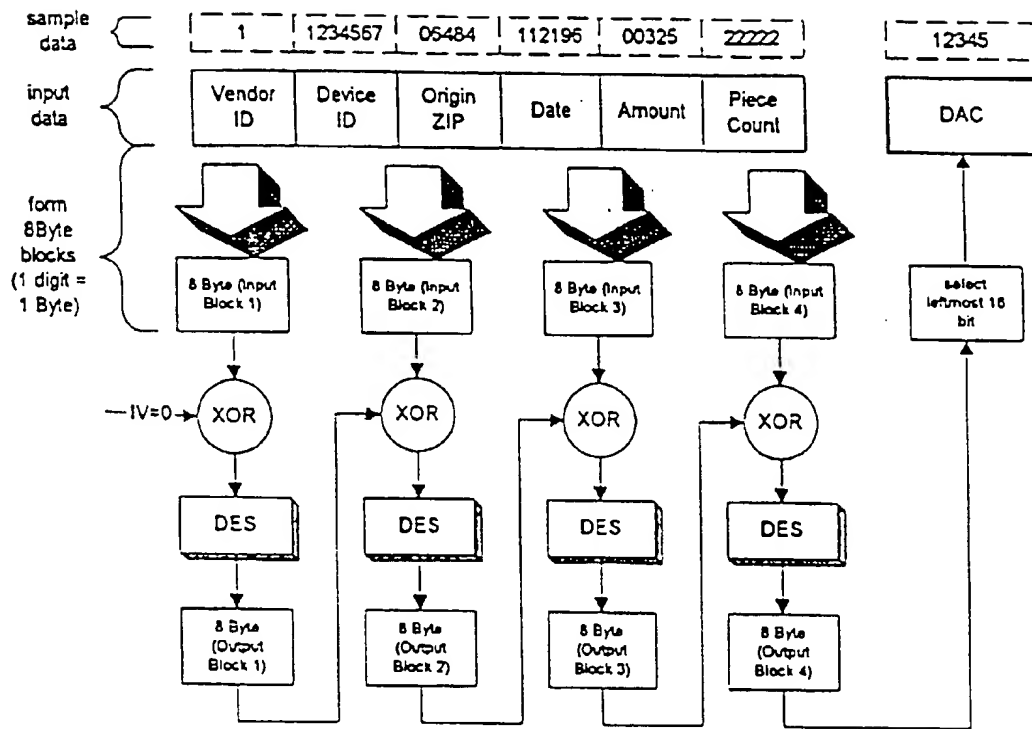 sample
data
1 1234567 05484 112196 00325 22222 12345
input
data
Vendor
ID
Device
ID
Origin
ZIP
Date
Amount
Piece
Count
DAC
form
8Byte
blocks
(1 digit =
1 Byte)
8 Byte (Input
Block 1)
8 Byte (Input
Block 2)
8 Byte (Input
Block 3)
8 Byte (Input
Block 4)
select
leftmost 16
bit
IV=0
XOR
XOR
XOR
XOR
DES
DES
DES
DES
8 Byte
(Output
Block 1)
8 Byte
(Output
Block 2)
8 Byte
(Output
Block 3)
8 Byte
(Output
Block 4)